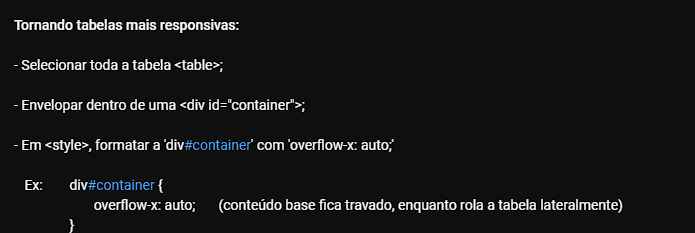 Tornando tabelas mais responsivas:
- Selecionar toda a tabela <table>;
- Envelopar dentro de uma <div id="container">;
- Em <style>, formatar a 'div#container' com 'overflow-x: auto;'
Ex: div#container {
overflow-x: auto; (conteúdo base fica travado, enquanto rola a tabela lateralmente)
}